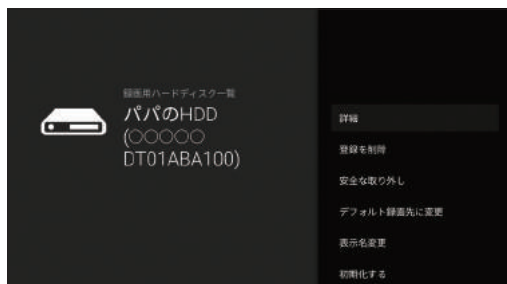 録画用ハードディスク一覧
パパのHDD
(○○○○○
DT01ABA100)
詳細
登録を削除
安全な取り外し
デフォルト録画先に変更
表示名変更
初期化する